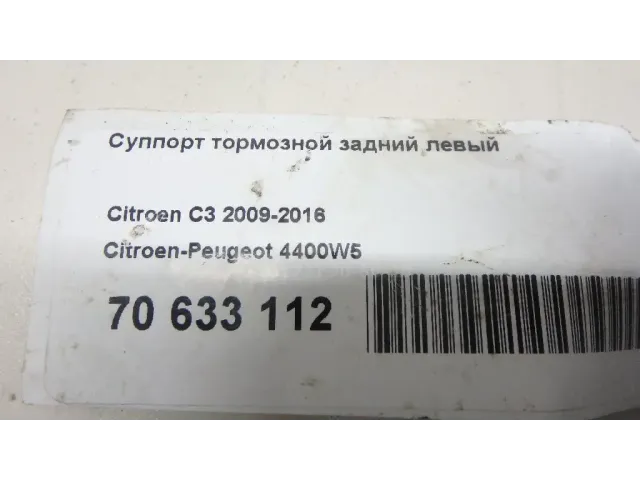 Суппорт тормозной задний левый
Citroen C3 2009-2016
Citroen-Peugeot 4400W5
70 633 112